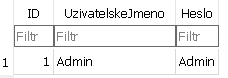 ID UzivatelskeJmeno Heslo
Filtr Filtr Filtr
1 1 Admin Admin